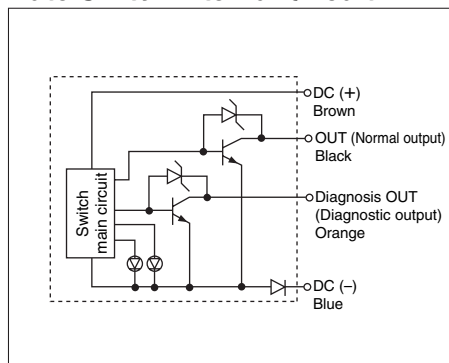 DC (+)
Brown
OUT (Normal output)
Black
Switch
main circuit
Diagnosis OUT
(Diagnostic output)
Orange
DC (–)
Blue